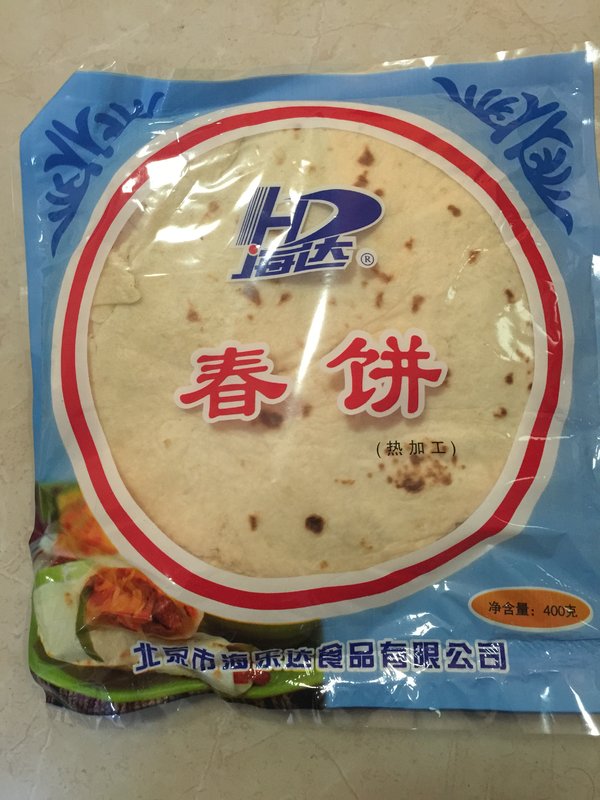 HD
海达®
春饼
(热加工)
净含量：400克
北京市海乐达食品有限公司